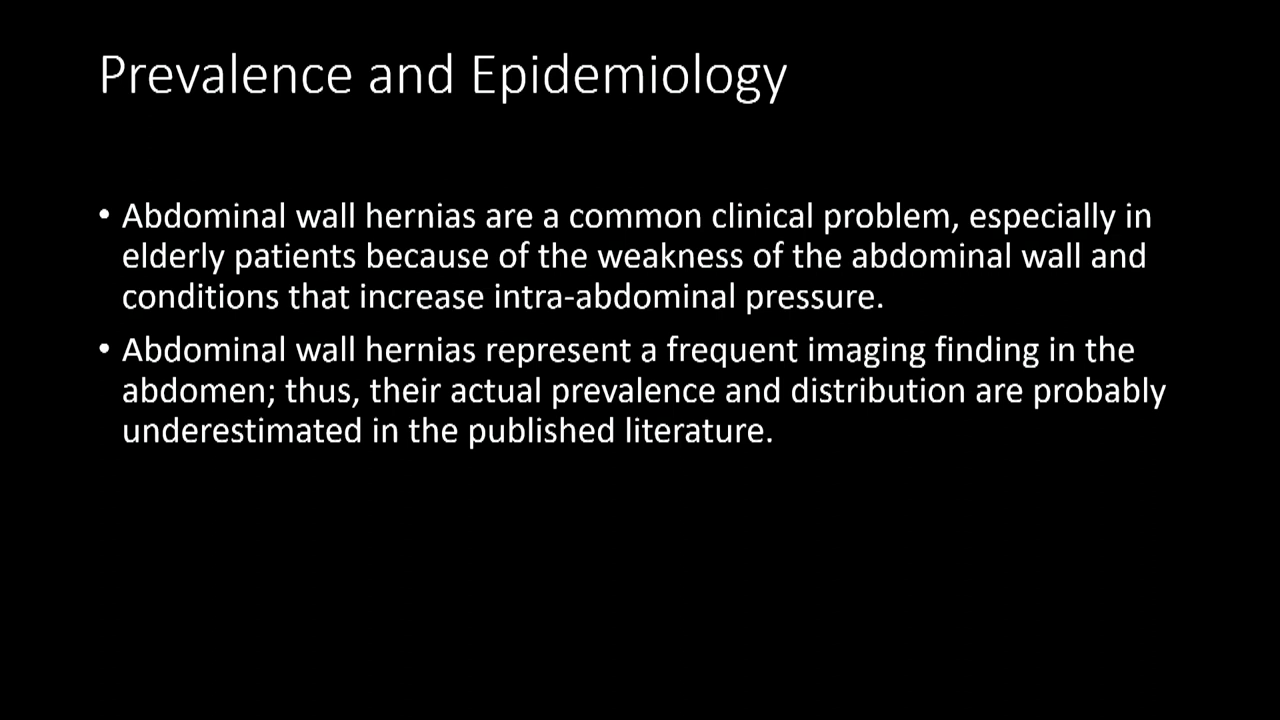 Prevalence and Epidemiology
• Abdominal wall hernias are a common clinical problem, especially in
elderly patients because of the weakness of the abdominal wall and
conditions that increase intra-abdominal pressure.
• Abdominal wall hernias represent a frequent imaging finding in the
abdomen; thus, their actual prevalence and distribution are probably
underestimated in the published literature.